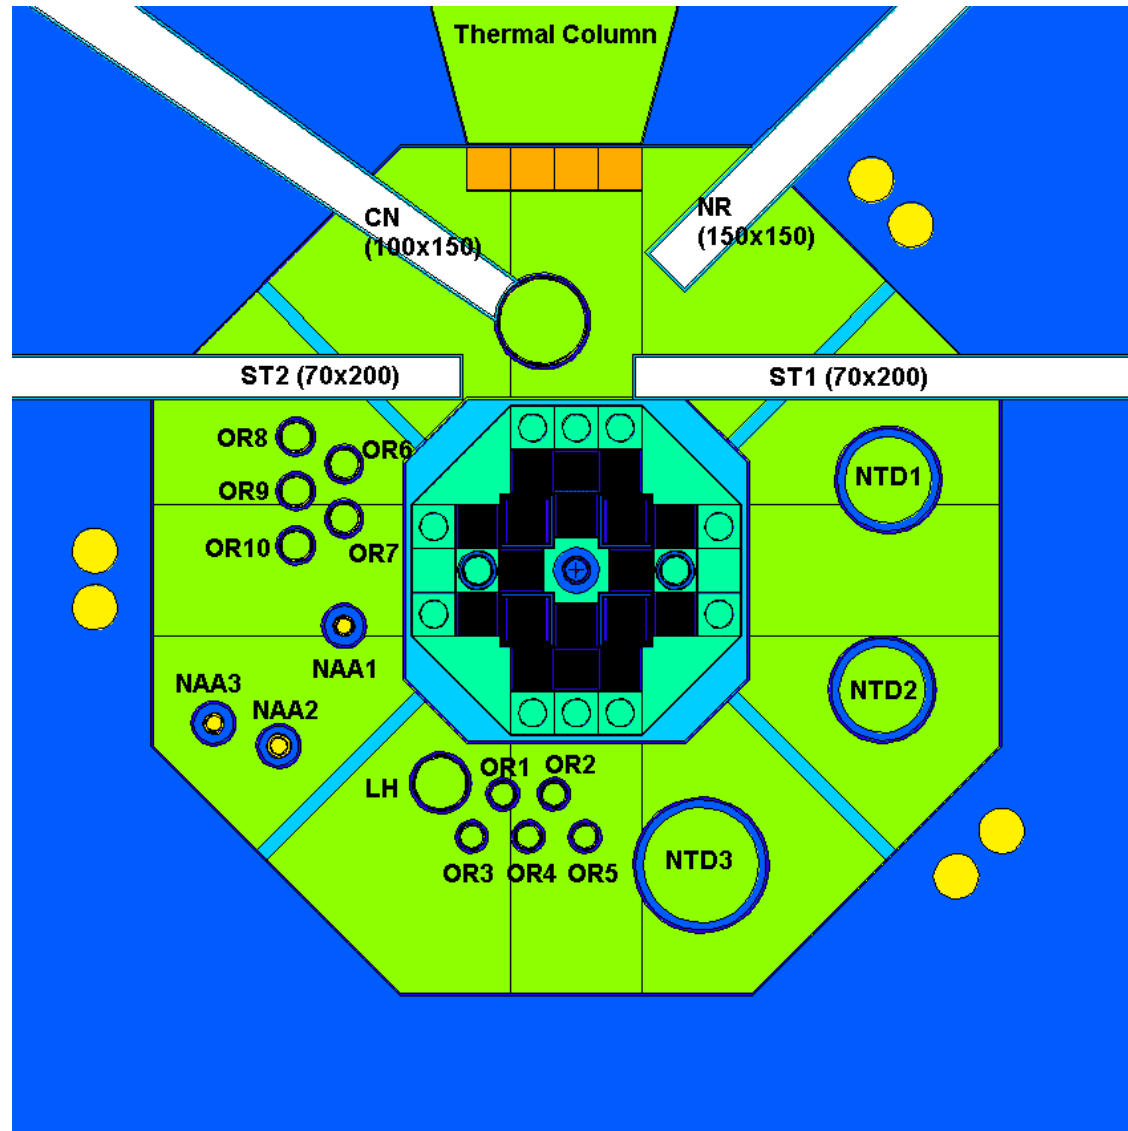 Thermal Column
CN
(100x150)
NR
(150x150)
ST2 (70x200)
ST1 (70x200)
OR8
OR6
OR9
OR10
OR7
NTD1
NAA1
NAA3
NAA2
NTD2
LH
OR1
OR2
OR3
OR4
OR5
NTD3